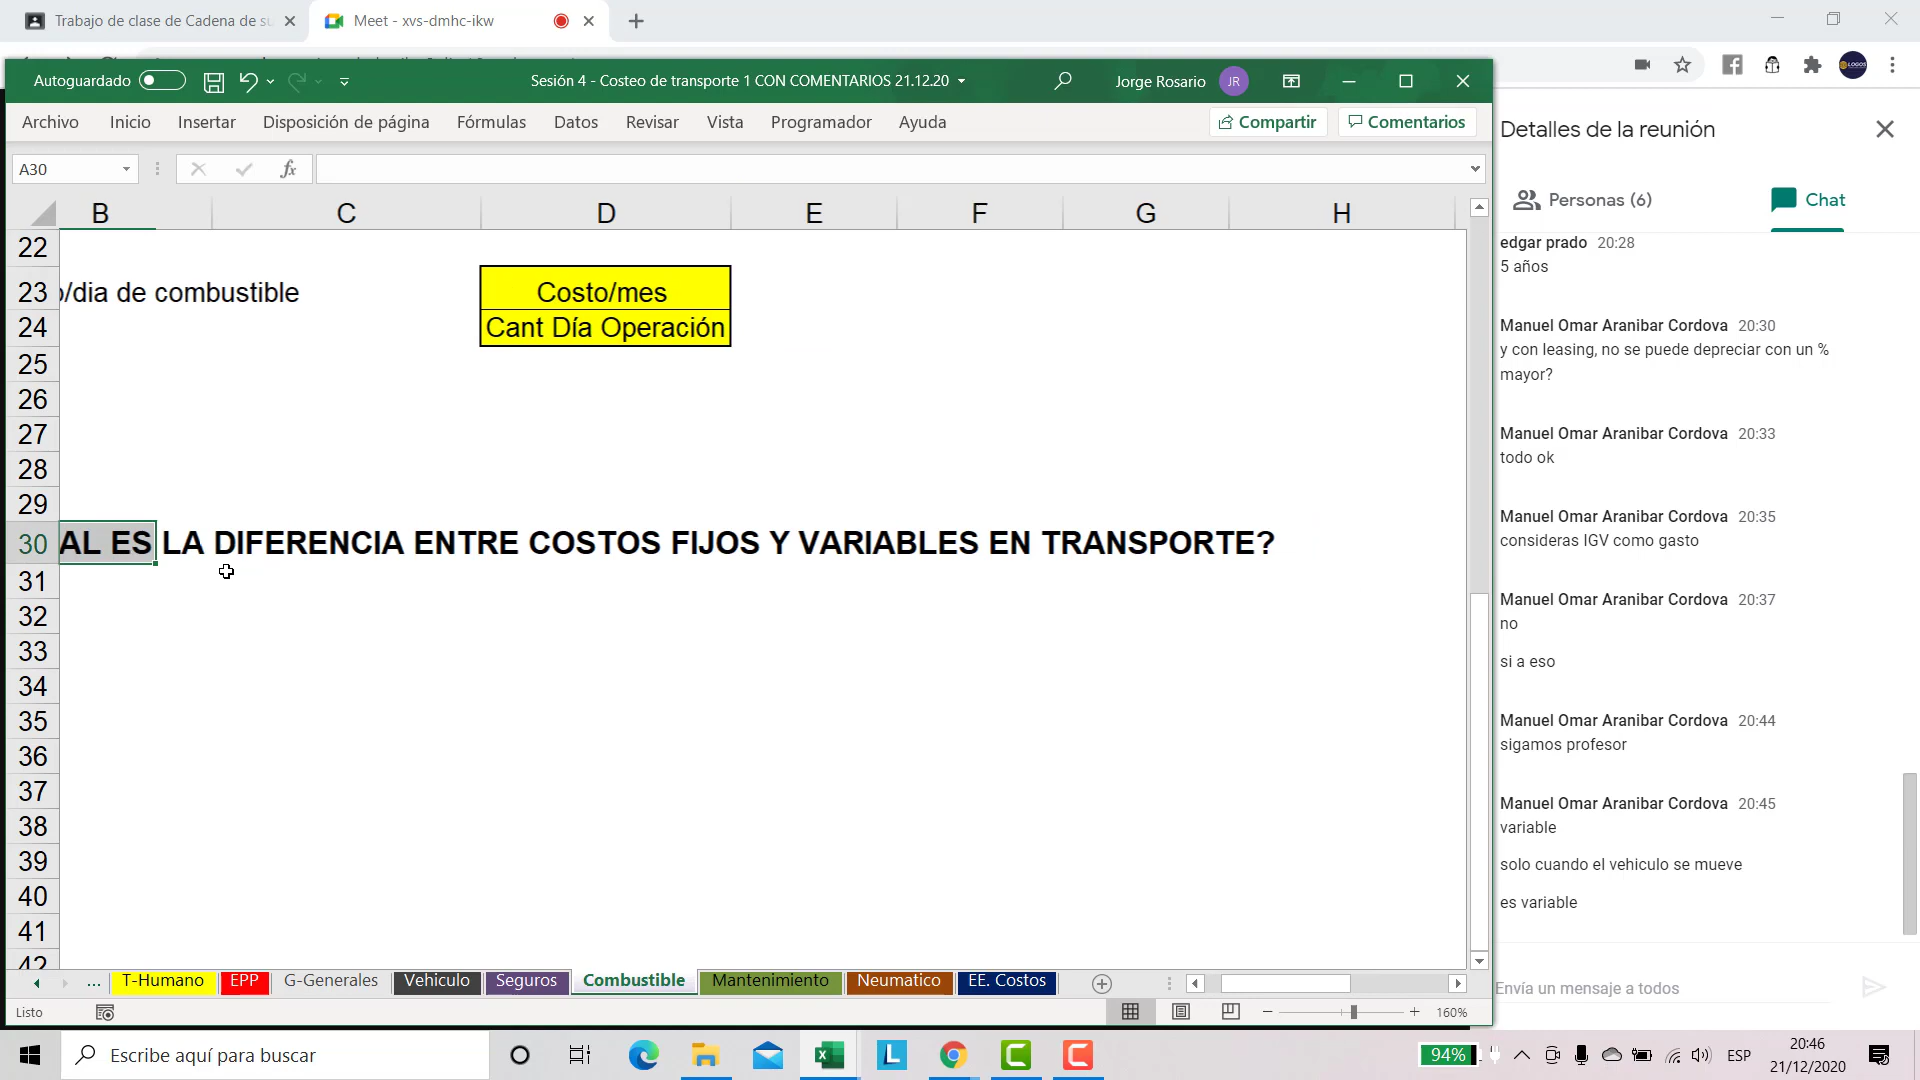 Trabajo de clase de Cadena de su
Meet - xvs-dmhc-ikw
Autoguardado
Sesión 4 - Costeo de transporte 1 CON COMENTARIOS 21.12.20
Jorge Rosario
JR
Archivo
Inicio
Insertar
Disposición de página
Fórmulas
Datos
Revisar
Vista
Programador
Ayuda
Compartir
Comentarios
A30
fx
B
C
D
E
F
G
H
22
23
o/dia de combustible
Costo/mes
24
Cant Día Operación
25
26
27
28
29
30
AL ES LA DIFERENCIA ENTRE COSTOS FIJOS Y VARIABLES EN TRANSPORTE?
31
32
33
34
35
36
37
38
39
40
41
42
...
T-Humano
EPP
G-Generales
Vehiculo
Seguros
Combustible
Mantenimiento
Neumatico
EE. Costos
Listo
160%
Detalles de la reunión
Personas (6)
Chat
edgar prado 20:28
5 años
Manuel Omar Aranibar Cordova 20:30
y con leasing, no se puede depreciar con un %
mayor?
Manuel Omar Aranibar Cordova 20:33
todo ok
Manuel Omar Aranibar Cordova 20:35
consideras IGV como gasto
Manuel Omar Aranibar Cordova 20:37
no
si a eso
Manuel Omar Aranibar Cordova 20:44
sigamos profesor
Manuel Omar Aranibar Cordova 20:45
variable
solo cuando el vehiculo se mueve
es variable
Envía un mensaje a todos
Escribe aquí para buscar
94%
ESP
20:46
21/12/2020